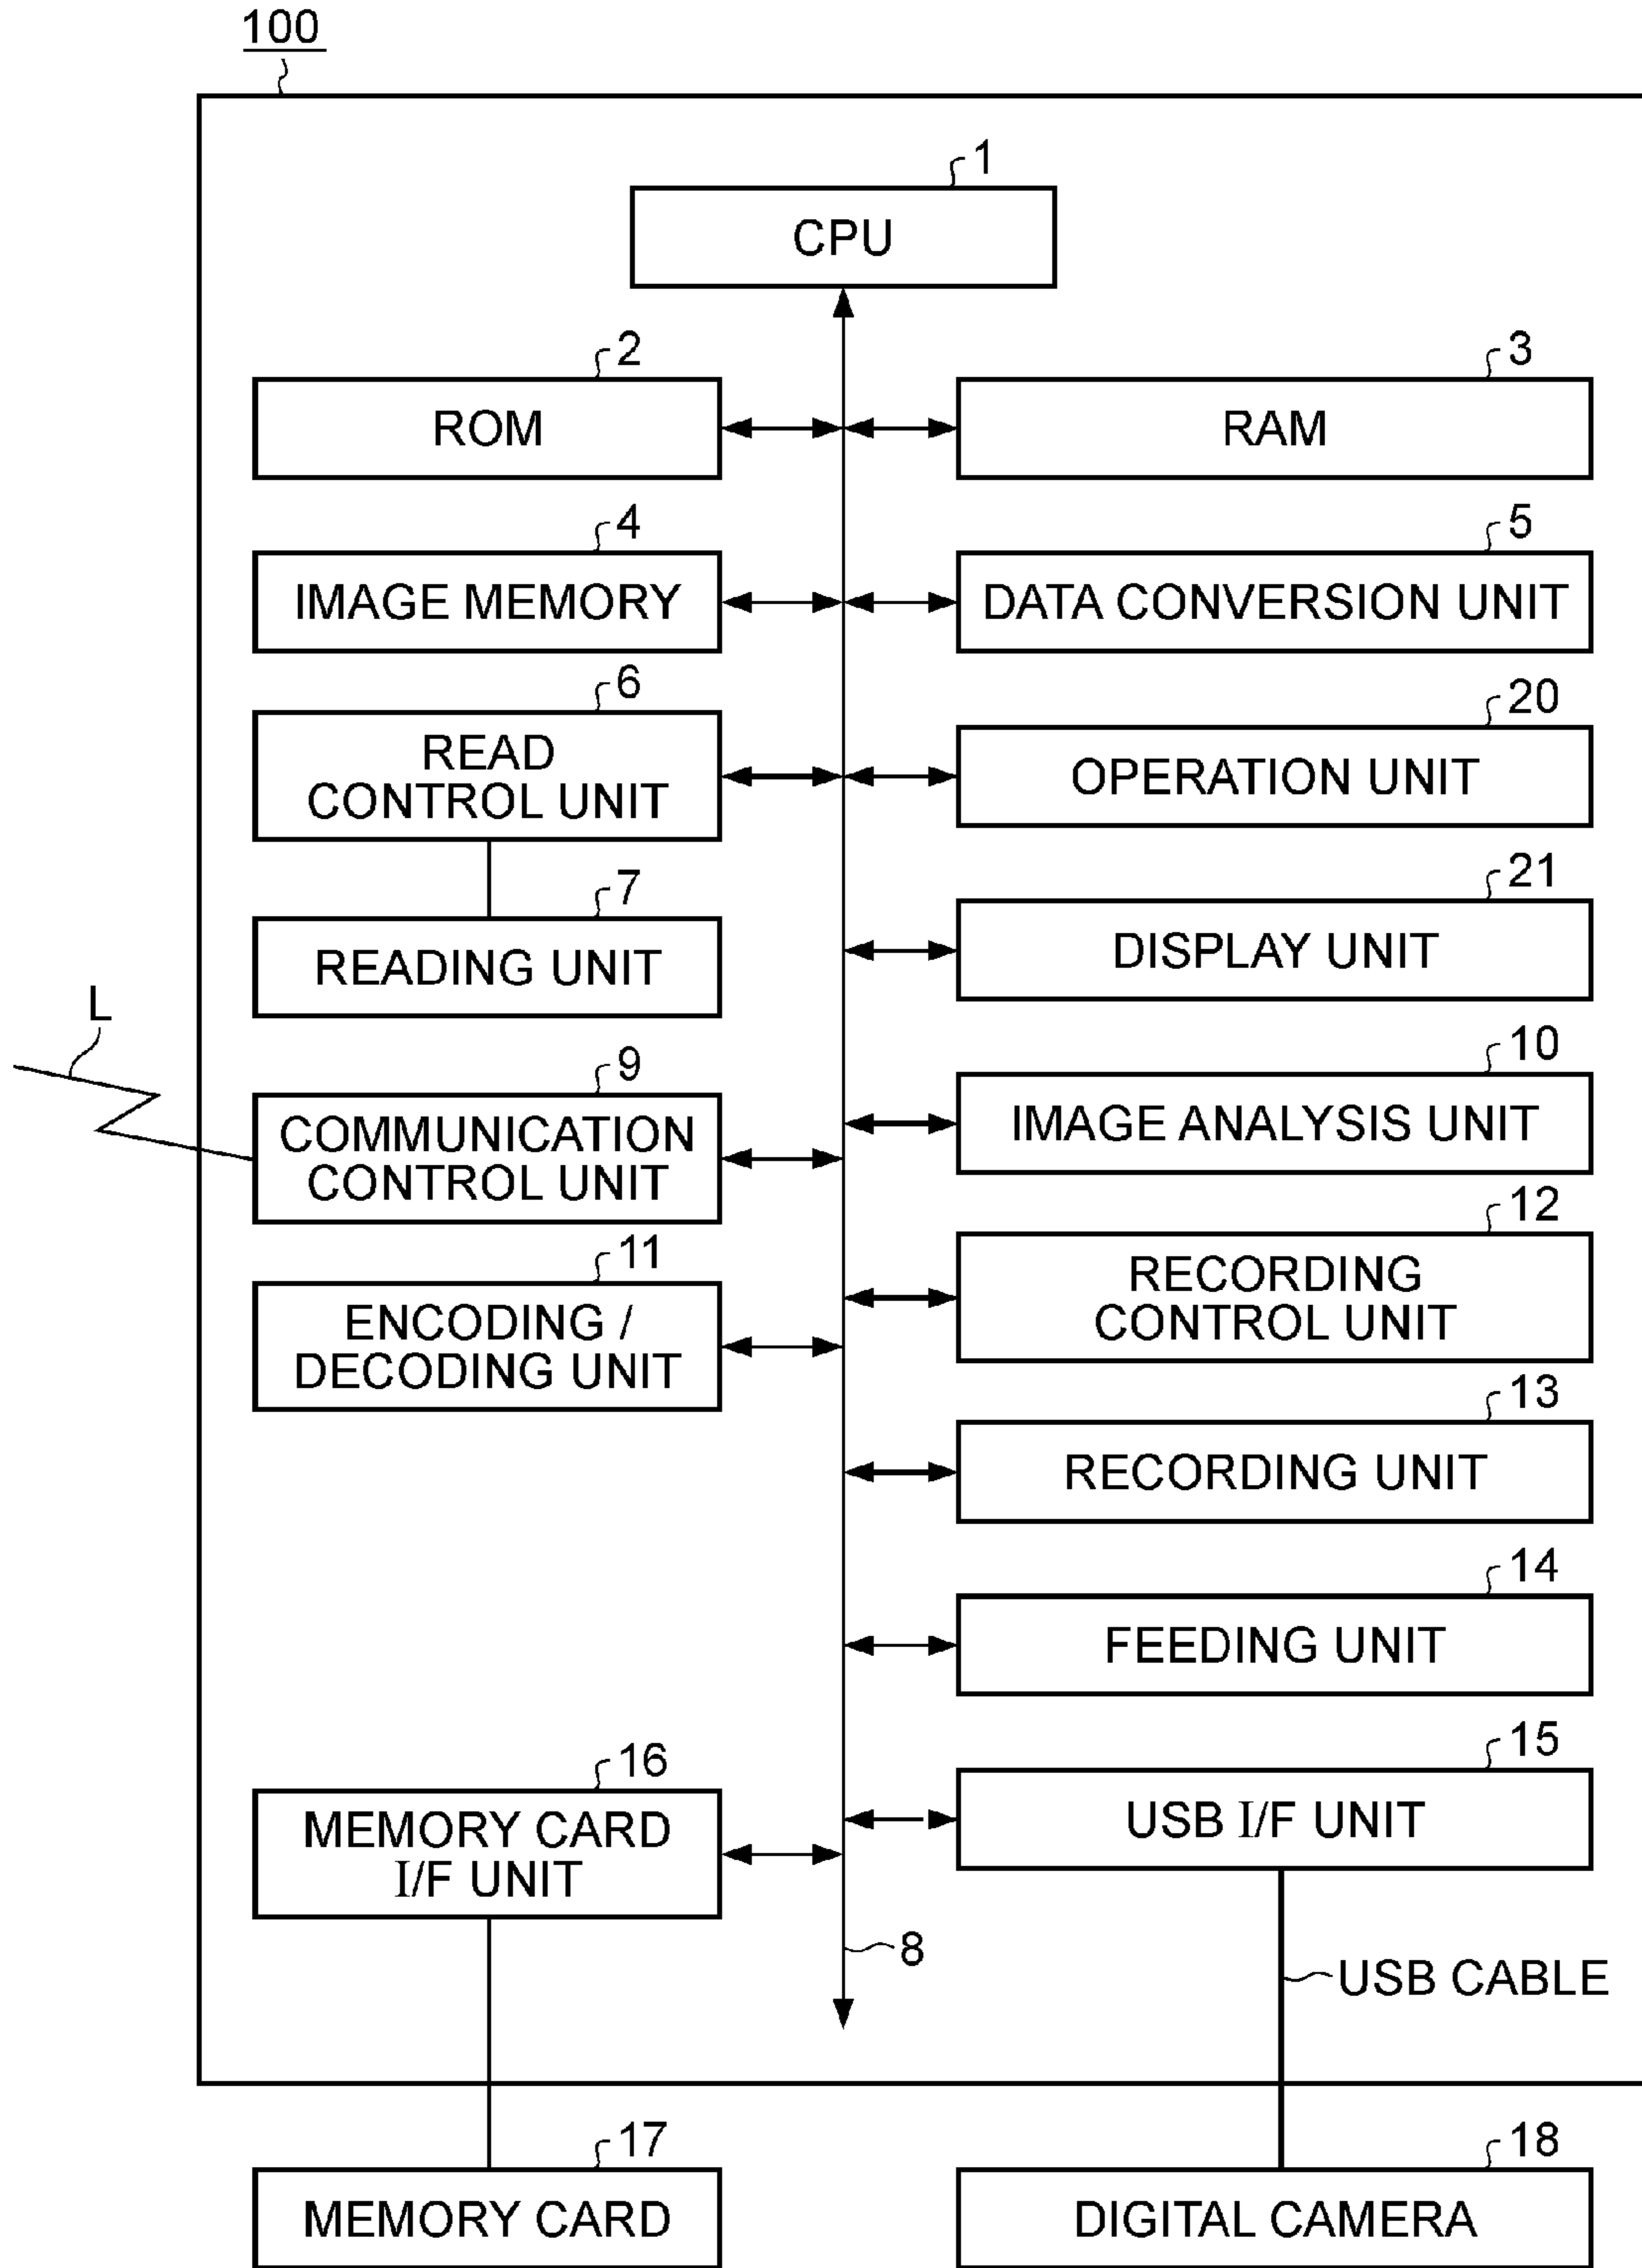 100
1
CPU
2
ROM
3
RAM
4
IMAGE MEMORY
5
DATA CONVERSION UNIT
6
READ
CONTROL UNIT
20
OPERATION UNIT
7
READING UNIT
21
DISPLAY UNIT
L
9
COMMUNICATION
CONTROL UNIT
10
IMAGE ANALYSIS UNIT
11
ENCODING /
DECODING UNIT
12
RECORDING
CONTROL UNIT
13
RECORDING UNIT
14
FEEDING UNIT
16
MEMORY CARD
I/F UNIT
15
USB I/F UNIT
8
USB CABLE
17
MEMORY CARD
18
DIGITAL CAMERA